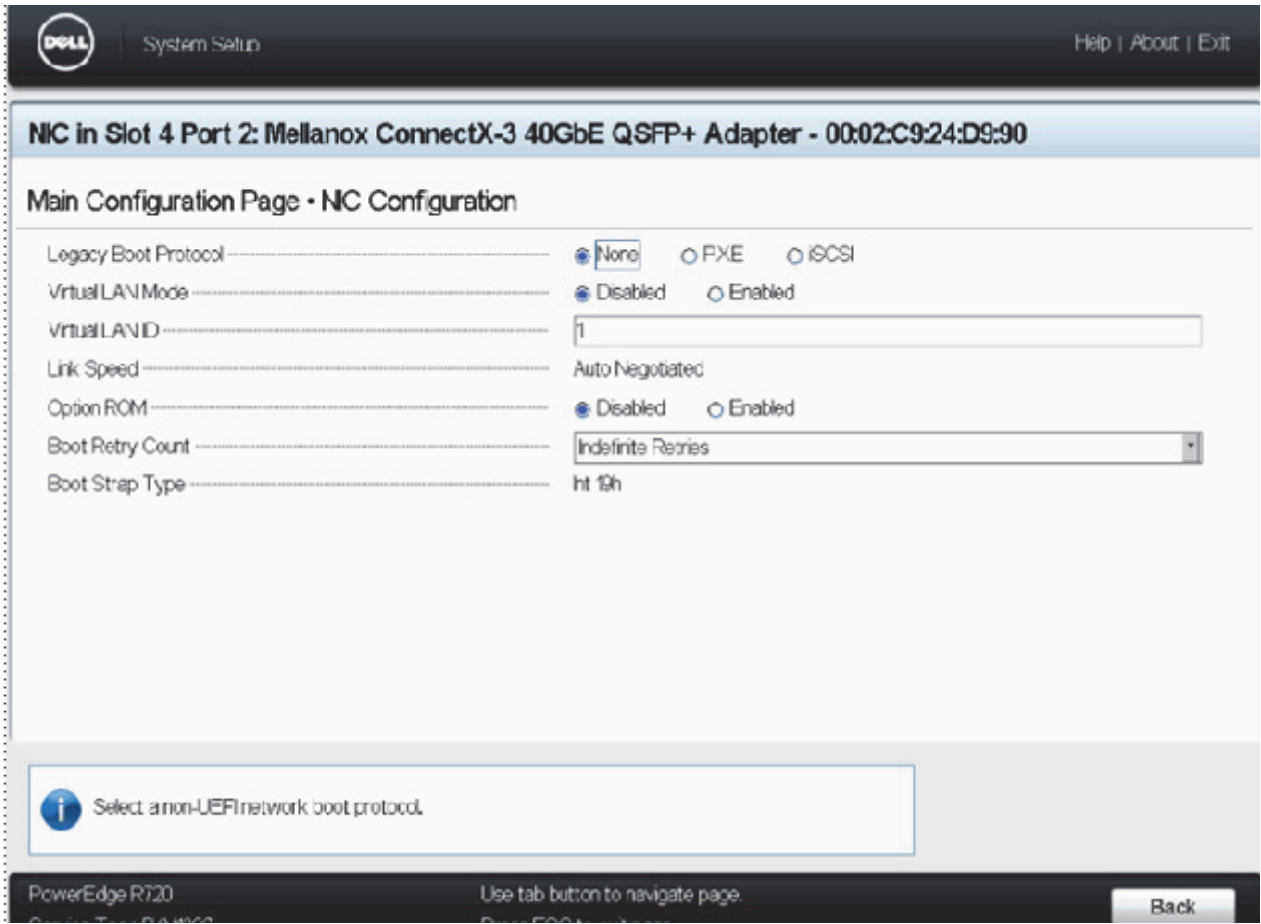 DELL
System Setup
Help | About | Exit
NIC in Slot 4 Port 2: Mellanox ConnectX-3 40GbE QSFP+ Adapter - 00:02:C9:24:D9:90
Main Configuration Page • NIC Configuration
Legacy Boot Protocol None PXE iSCSI
Virtual LAN Mode Disabled Enabled
Virtual LAN ID 1
Link Speed Auto Negotiated
Option ROM Disabled Enabled
Boot Retry Count Indefinite Retries
Boot Strap Type Int 19h
Select a non-UEFI network boot protocol.
PowerEdge R720 Use tab button to navigate page. Back